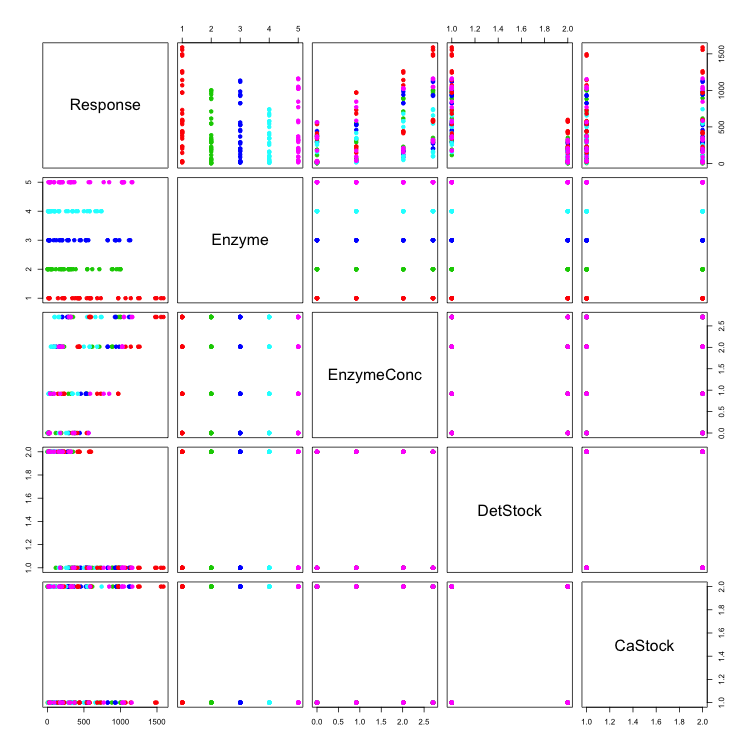 1 2 3 4 5 1.0 1.2 1.4 1.6 1.8 2.0
Response
0 500 1000 1500
1 2 3 4 5
Enzyme
EnzymeConc
0.0 0.5 1.0 1.5 2.0 2.5
1.0 1.2 1.4 1.6 1.8 2.0
DetStock
CaStock
1.0 1.2 1.4 1.6 1.8 2.0
0 500 1000 1500 0.0 0.5 1.0 1.5 2.0 2.5 1.0 1.2 1.4 1.6 1.8 2.0